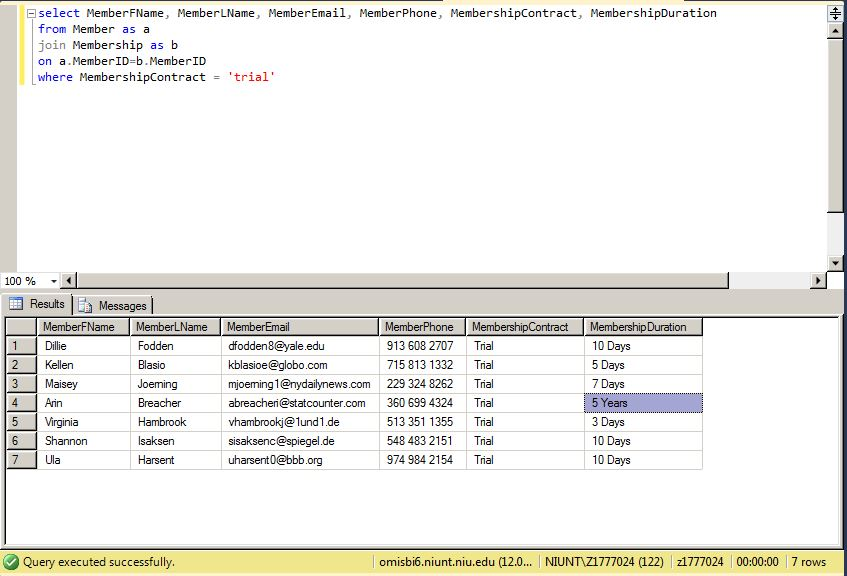 select MemberFName, MemberLName, MemberEmail, MemberPhone, MembershipContract, MembershipDuration
from Member as a
join Membership as b
on a.MemberID=b.MemberID
where MembershipContract = 'trial'
100 %
Results Messages
MemberFName MemberLName MemberEmail MemberPhone MembershipContract MembershipDuration
1 Dillie Fodden dfodden8@yale.edu 913 608 2707 Trial 10 Days
2 Kellen Blasio kblasioe@globo.com 715 813 1332 Trial 5 Days
3 Maisey Joeming mjoeming1@nydailynews.com 229 324 8262 Trial 7 Days
4 Arin Breacher abreacheri@statcounter.com 360 699 4324 Trial 5 Years
5 Virginia Hambrook vhambrookj@1und1.de 513 351 1355 Trial 3 Days
6 Shannon Isaksen sisaksenc@spiegel.de 548 483 2151 Trial 10 Days
7 Ula Harsent uharsent0@bbb.org 974 984 2154 Trial 10 Days
Query executed successfully. omisbi6.niunt.niu.edu (12.0... NIUNT\Z1777024 (122) z1777024 00:00:00 7 rows